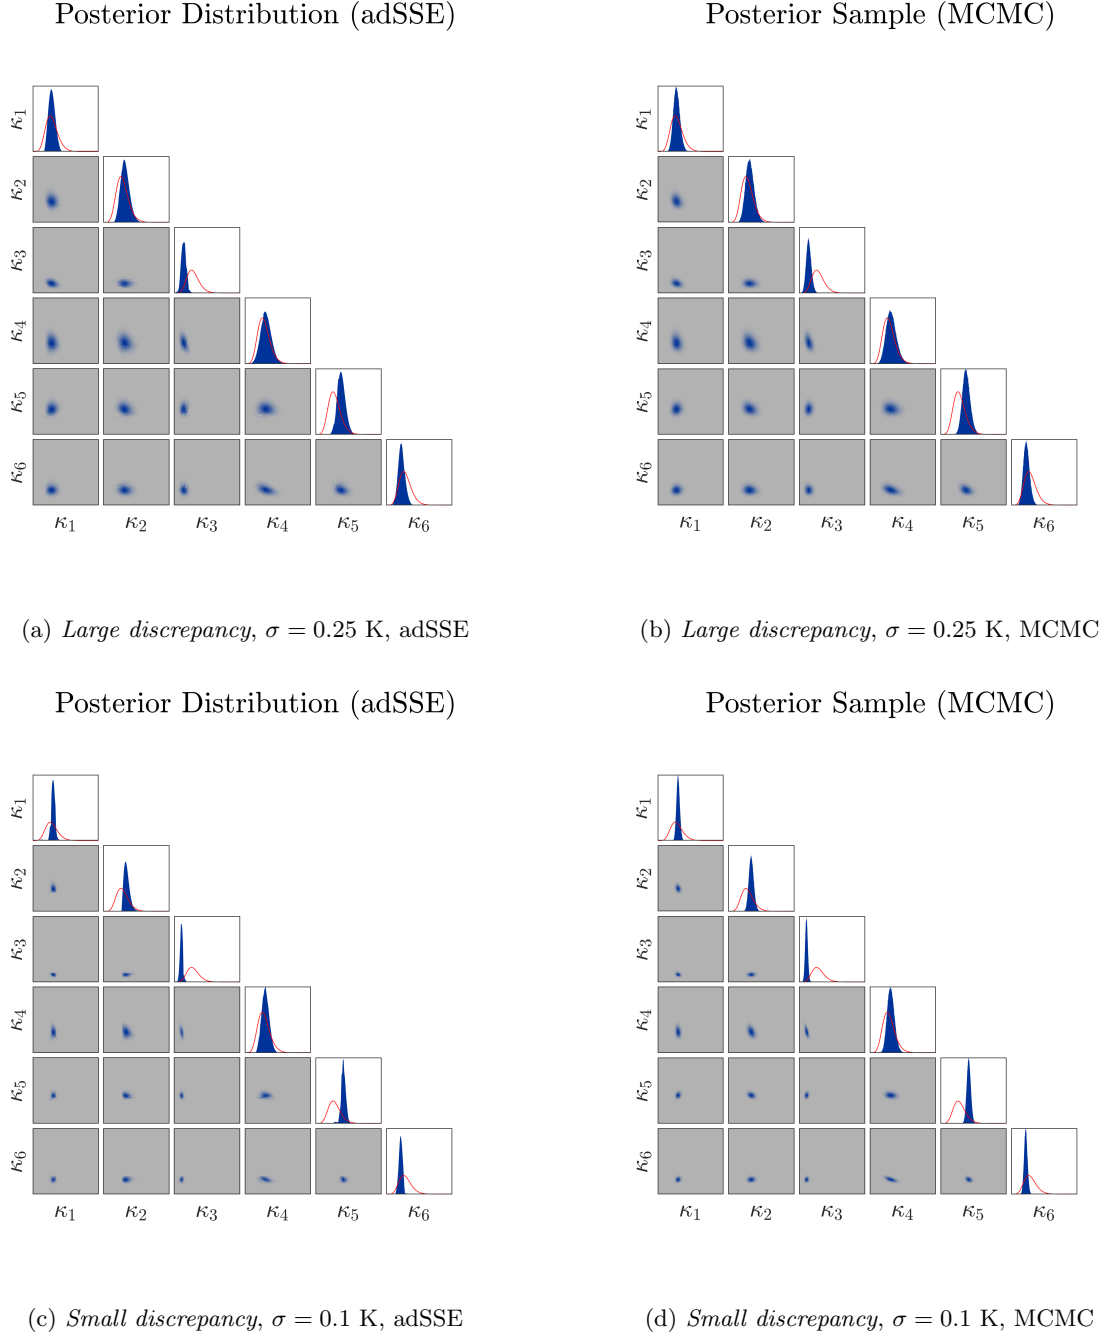 Posterior Distribution (adSSE)
κ1
κ2
κ3
κ4
κ5
κ6
κ1 κ2 κ3 κ4 κ5 κ6
(a) Large discrepancy, σ = 0.25 K, adSSE
Posterior Sample (MCMC)
κ1
κ2
κ3
κ4
κ5
κ6
κ1 κ2 κ3 κ4 κ5 κ6
(b) Large discrepancy, σ = 0.25 K, MCMC
Posterior Distribution (adSSE)
κ1
κ2
κ3
κ4
κ5
κ6
κ1 κ2 κ3 κ4 κ5 κ6
(c) Small discrepancy, σ = 0.1 K, adSSE
Posterior Sample (MCMC)
κ1
κ2
κ3
κ4
κ5
κ6
κ1 κ2 κ3 κ4 κ5 κ6
(d) Small discrepancy, σ = 0.1 K, MCMC